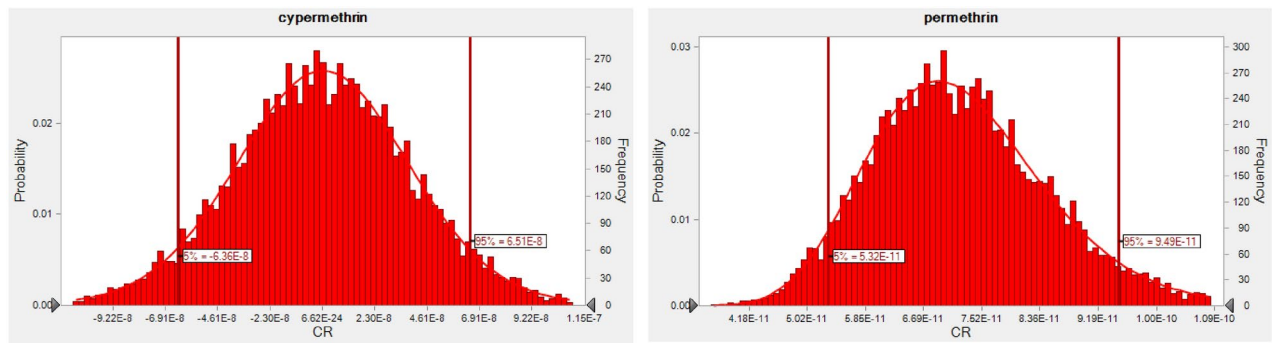 cypermethrin
Probability
0.02
0.01
0.00
270
240
210
180
150
120
90
60
30
0
Frequency
5% = -6.36E-8
95% = 6.51E-8
-9.22E-8 -6.91E-8 -4.61E-8 -2.30E-8 6.62E-24 2.30E-8 4.61E-8 6.91E-8 9.22E-8 1.15E-7
CR
permethrin
Probability
0.03
0.02
0.01
0.00
300
270
240
210
180
150
120
90
60
30
0
Frequency
5% = 5.32E-11
95% = 9.49E-11
4.18E-11 5.02E-11 5.86E-11 6.69E-11 7.52E-11 8.36E-11 9.19E-11 1.00E-10 1.09E-10
CR